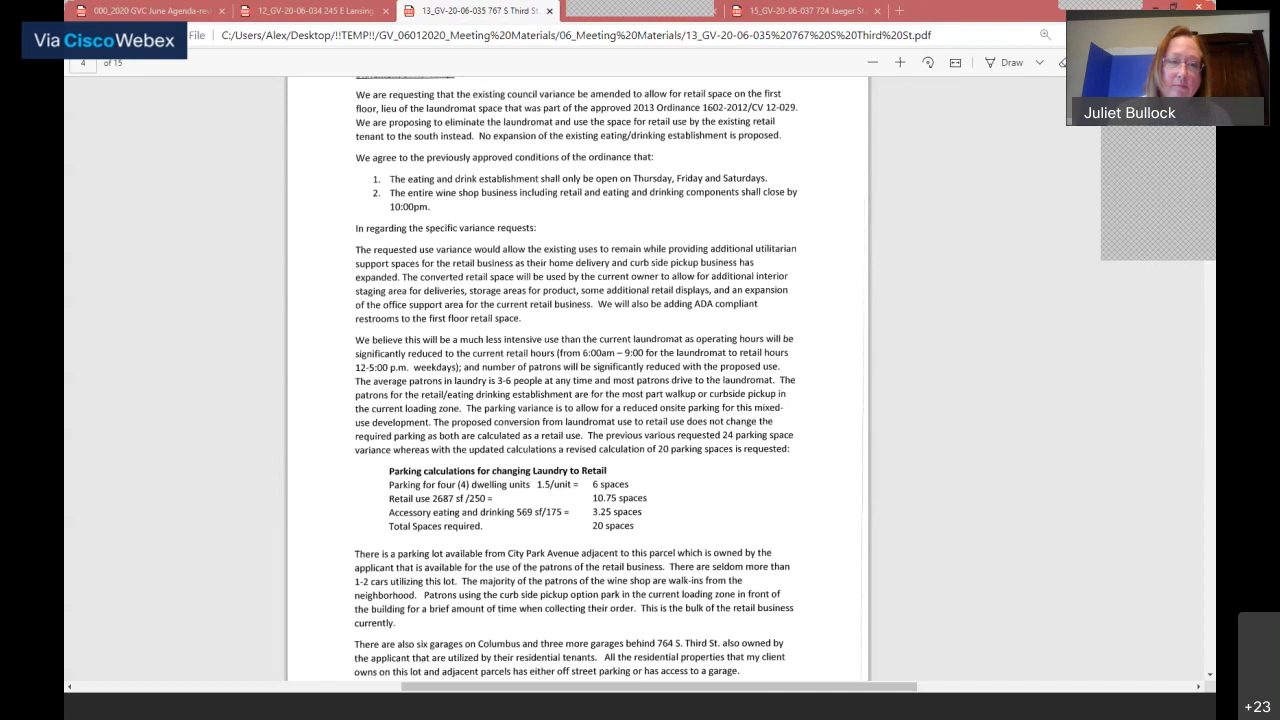 000_2020 GVC June Agenda-rev
12_GV-20-06-034 245 E Lansing
13_GV-20-06-035 767 S Third St.
15_GV-20-06-037 724 Jaeger St.
Via CiscoWebex
File C:/Users/Alex/Desktop/!!TEMP!!/GV_06012020_Meeting%20Materials/06_Meeting%20Materials/13_GV-20-06-035%20767%20S%20Third%20St.pdf
4 of 15
Draw
Juliet Bullock
We are requesting that the existing council variance be amended to allow for retail space on the first
floor, lieu of the laundromat space that was part of the approved 2013 Ordinance 1602-2012/CV 12-029.
We are proposing to eliminate the laundromat and use the space for retail use by the existing retail
tenant to the south instead. No expansion of the existing eating/drinking establishment is proposed.
We agree to the previously approved conditions of the ordinance that:
1. The eating and drink establishment shall only be open on Thursday, Friday and Saturdays.
2. The entire wine shop business including retail and eating and drinking components shall close by
10:00pm.
In regarding the specific variance requests:
The requested use variance would allow the existing uses to remain while providing additional utilitarian
support spaces for the retail business as their home delivery and curb side pickup business has
expanded. The converted retail space will be used by the current owner to allow for additional interior
staging area for deliveries, storage areas for product, some additional retail displays, and an expansion
of the office support area for the current retail business. We will also be adding ADA compliant
restrooms to the first floor retail space.
We believe this will be a much less intensive use than the current laundromat as operating hours will be
significantly reduced to the current retail hours (from 6:00am – 9:00 for the laundromat to retail hours
12-5:00 p.m. weekdays); and number of patrons will be significantly reduced with the proposed use.
The average patrons in laundry is 3-6 people at any time and most patrons drive to the laundromat. The
patrons for the retail/eating drinking establishment are for the most part walkup or curbside pickup in
the current loading zone. The parking variance is to allow for a reduced onsite parking for this mixed-
use development. The proposed conversion from laundromat use to retail use does not change the
required parking as both are calculated as a retail use. The previous various requested 24 parking space
variance whereas with the updated calculations a revised calculation of 20 parking spaces is requested:
Parking calculations for changing Laundry to Retail
Parking for four (4) dwelling units 1.5/unit = 6 spaces
Retail use 2687 sf /250 = 10.75 spaces
Accessory eating and drinking 569 sf/175 = 3.25 spaces
Total Spaces required. 20 spaces
There is a parking lot available from City Park Avenue adjacent to this parcel which is owned by the
applicant that is available for the use of the patrons of the retail business. There are seldom more than
1-2 cars utilizing this lot. The majority of the patrons of the wine shop are walk-ins from the
neighborhood. Patrons using the curb side pickup option park in the current loading zone in front of
the building for a brief amount of time when collecting their order. This is the bulk of the retail business
currently.
There are also six garages on Columbus and three more garages behind 764 S. Third St. also owned by
the applicant that are utilized by their residential tenants. All the residential properties that my client
owns on this lot and adjacent parcels has either off street parking or has access to a garage.
+23